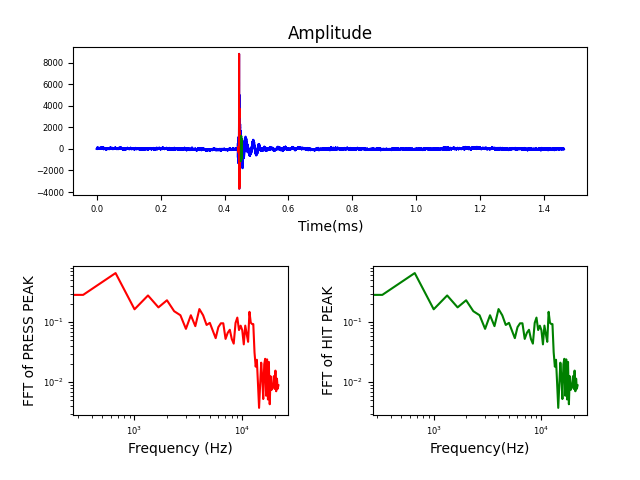 Amplitude
8000
6000
4000
2000
0
−2000
−4000
0.0 0.2 0.4 0.6 0.8 1.0 1.2 1.4
Time(ms)
FFT of PRESS PEAK
10⁻¹
10⁻²
10³ 10⁴
Frequency (Hz)
FFT of HIT PEAK
10⁻¹
10⁻²
10³ 10⁴
Frequency(Hz)